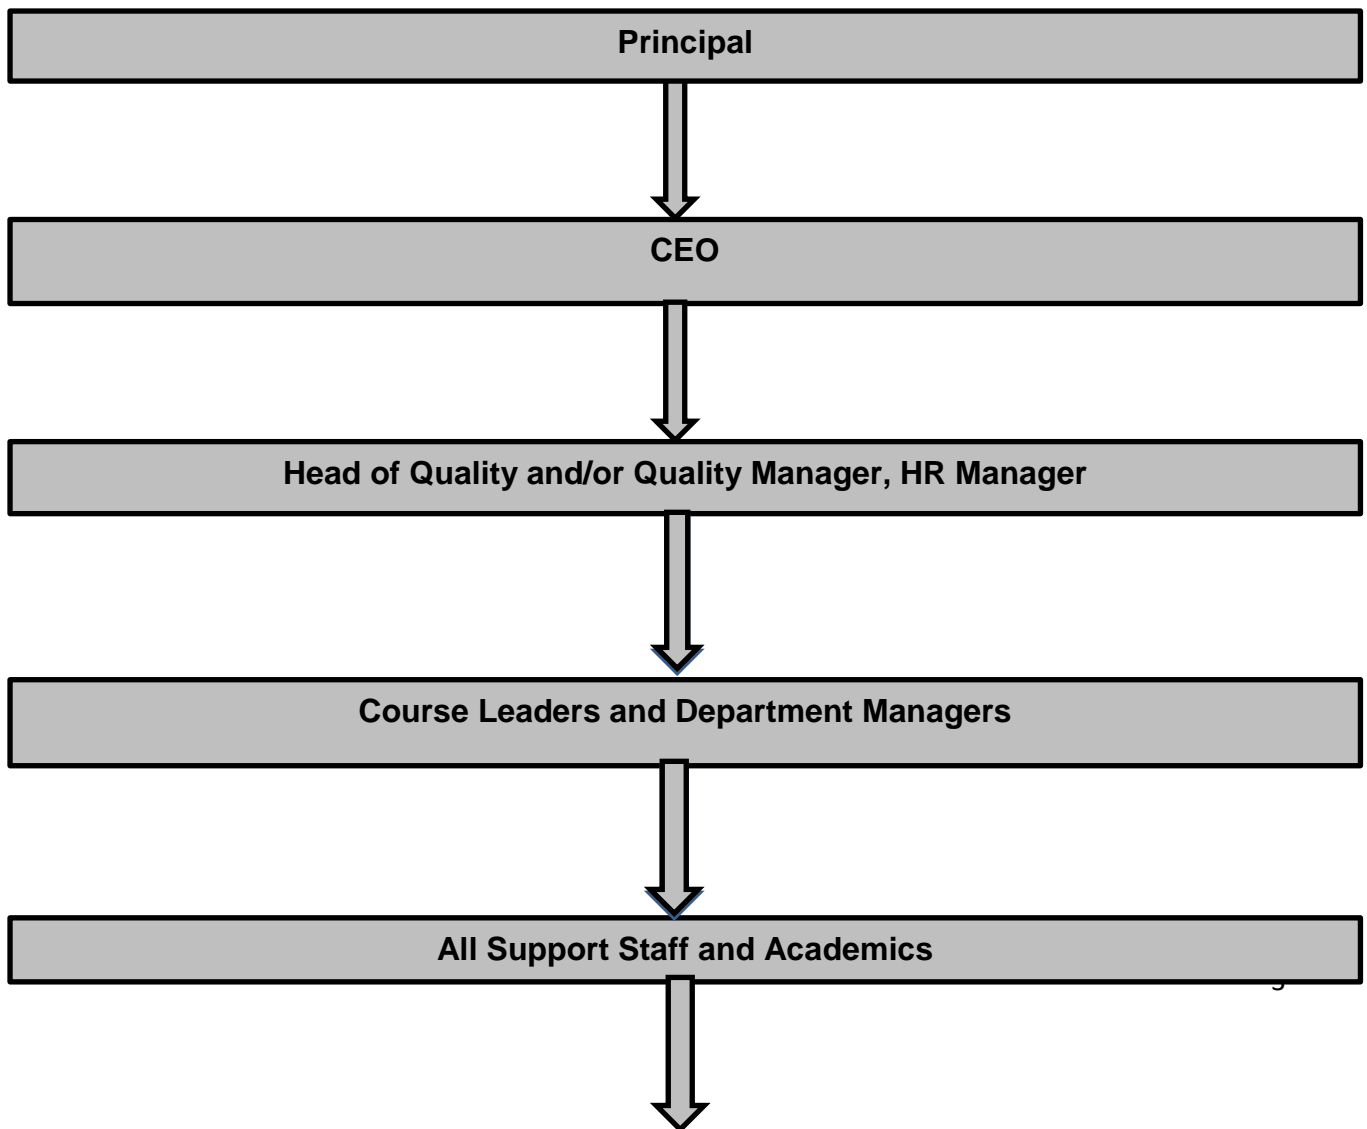 Principal
CEO
Head of Quality and/or Quality Manager, HR Manager
Course Leaders and Department Managers
All Support Staff and Academics